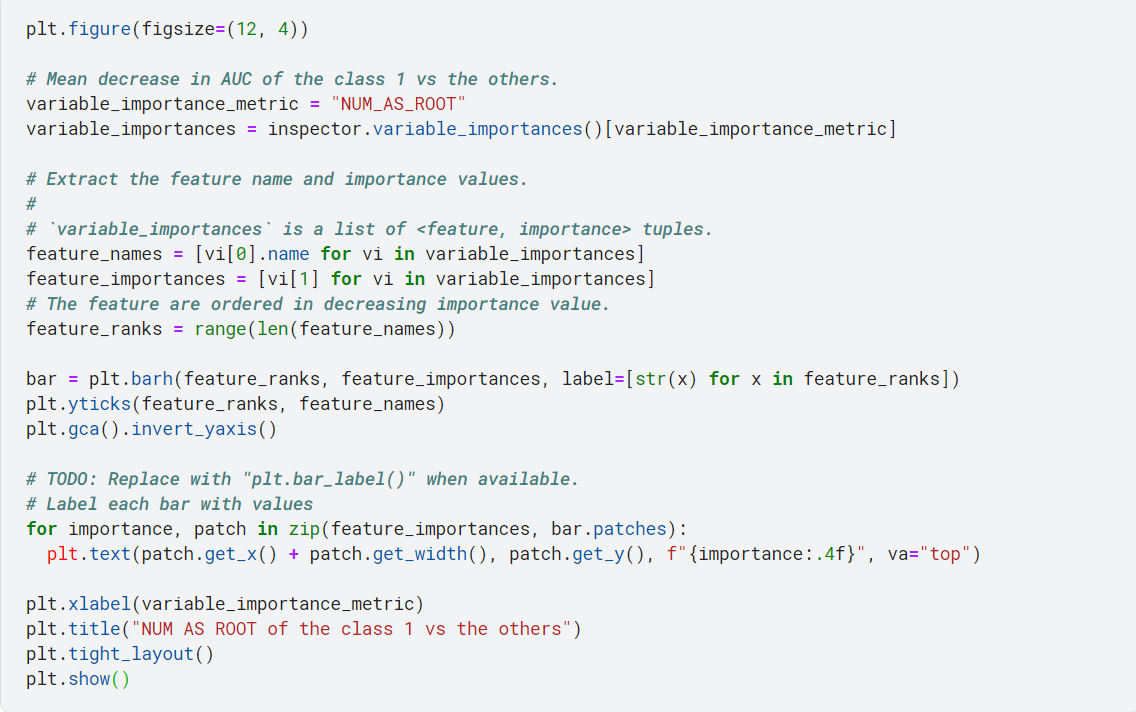 plt.figure(figsize=(12, 4))
# Mean decrease in AUC of the class 1 vs the others.
variable_importance_metric = "NUM_AS_ROOT"
variable_importances = inspector.variable_importances()[variable_importance_metric]
# Extract the feature name and importance values.
#
# `variable_importances` is a list of <feature, importance> tuples.
feature_names = [vi[0].name for vi in variable_importances]
feature_importances = [vi[1] for vi in variable_importances]
# The feature are ordered in decreasing importance value.
feature_ranks = range(len(feature_names))
bar = plt.barh(feature_ranks, feature_importances, label=[str(x) for x in feature_ranks])
plt.yticks(feature_ranks, feature_names)
plt.gca().invert_yaxis()
# TODO: Replace with "plt.bar_label()" when available.
# Label each bar with values
for importance, patch in zip(feature_importances, bar.patches):
  plt.text(patch.get_x() + patch.get_width(), patch.get_y(), f"{importance:.4f}", va="top")
plt.xlabel(variable_importance_metric)
plt.title("NUM AS ROOT of the class 1 vs the others")
plt.tight_layout()
plt.show()